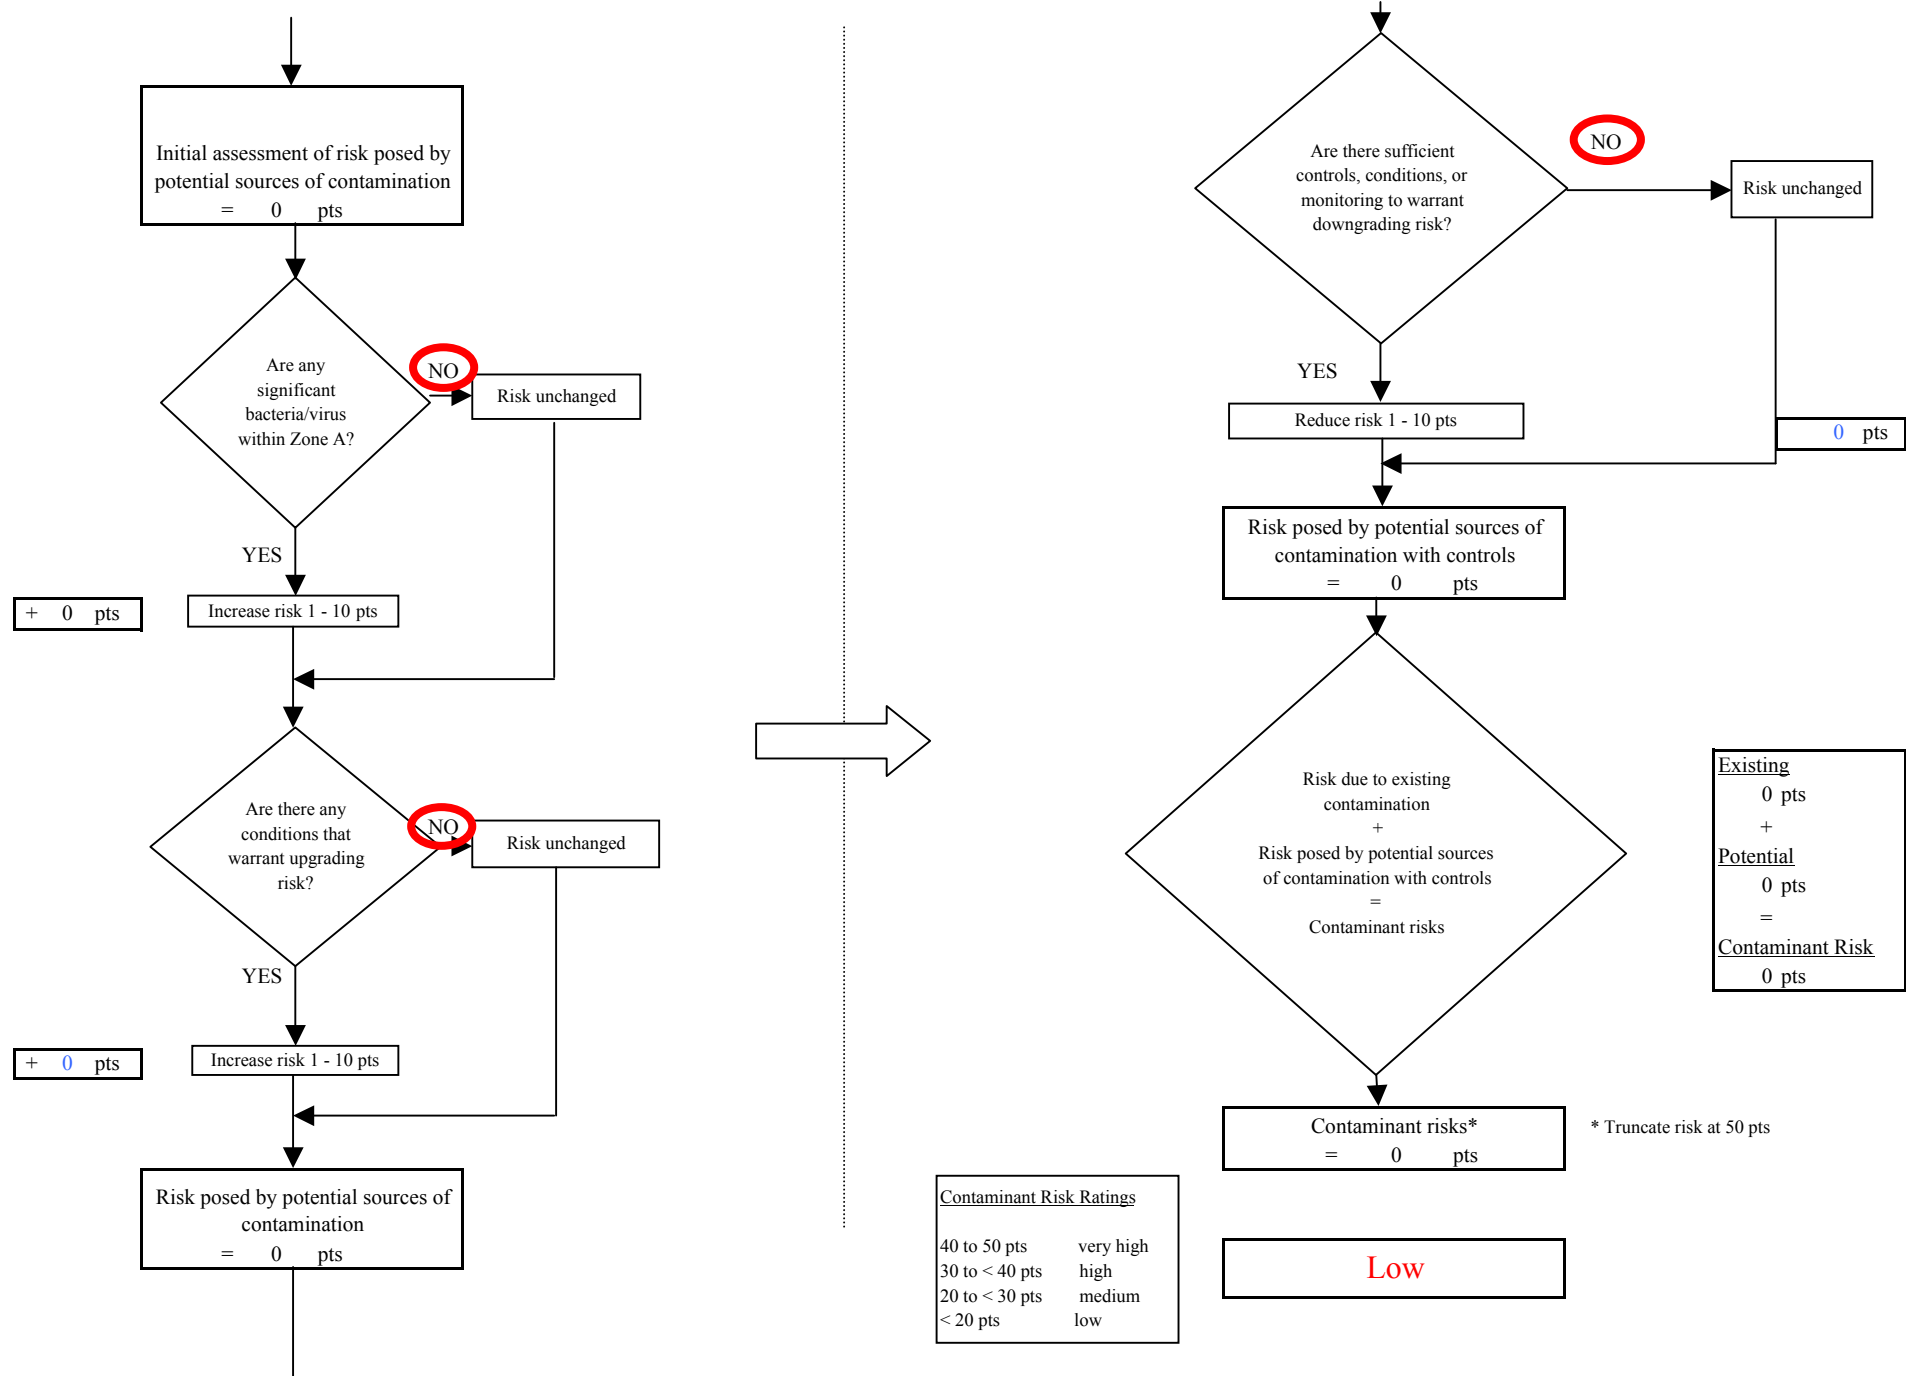 Initial assessment of risk posed by
potential sources of contamination
= 0 pts
Are any
significant
bacteria/virus
within Zone A?
NO
Risk unchanged
YES
+ 0 pts
Increase risk 1 - 10 pts
Are there any
conditions that
warrant upgrading
risk?
NO
Risk unchanged
YES
+ 0 pts
Increase risk 1 - 10 pts
Risk posed by potential sources of
contamination
= 0 pts
Are there sufficient
controls, conditions, or
monitoring to warrant
downgrading risk?
NO
Risk unchanged
YES
Reduce risk 1 - 10 pts
0 pts
Risk posed by potential sources of
contamination with controls
= 0 pts
Risk due to existing
contamination
+
Risk posed by potential sources
of contamination with controls
=
Contaminant risks
Existing
0 pts
+
Potential
0 pts
=
Contaminant Risk
0 pts
Contaminant risks*
= 0 pts
* Truncate risk at 50 pts
Contaminant Risk Ratings
40 to 50 pts very high
30 to < 40 pts high
20 to < 30 pts medium
< 20 pts low
Low